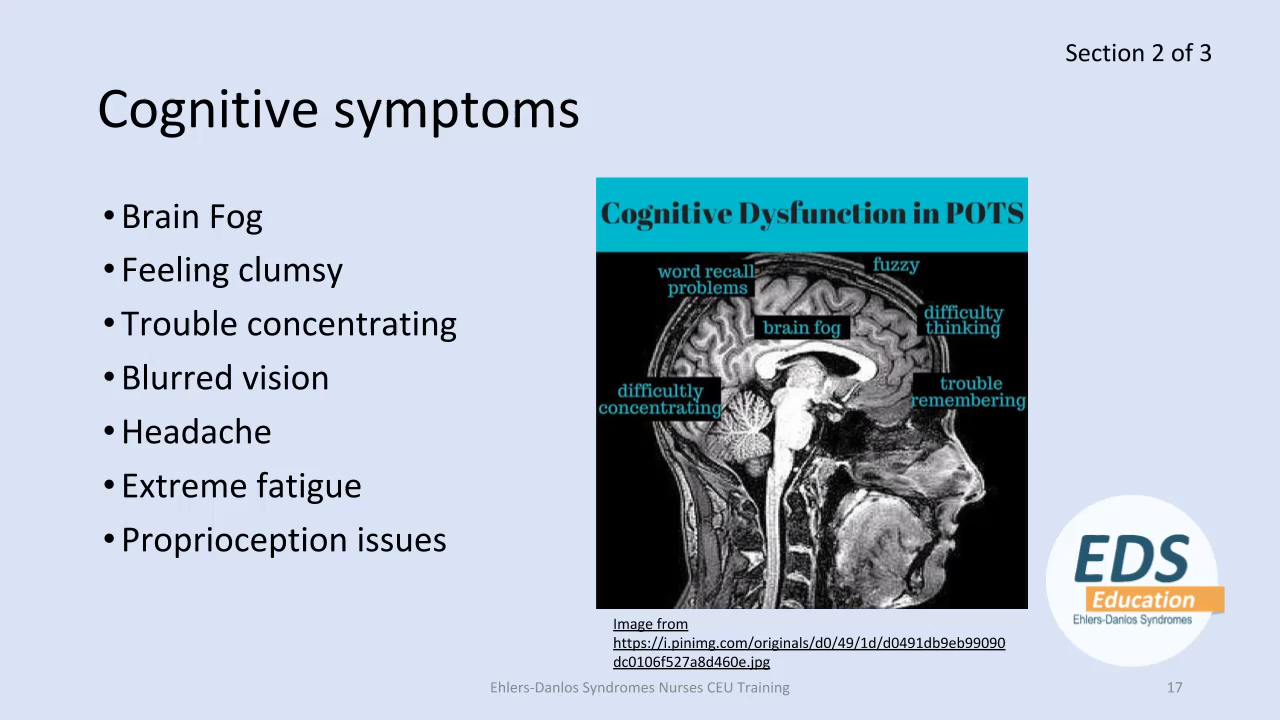 Section 2 of 3
Cognitive symptoms
• Brain Fog
• Feeling clumsy
• Trouble concentrating
• Blurred vision
• Headache
• Extreme fatigue
• Proprioception issues
Cognitive Dysfunction in POTS
word recall
problems
fuzzy
brain fog
difficulty
thinking
difficultly
concentrating
trouble
remembering
Image from
https://i.pinimg.com/originals/d0/49/1d/d0491db9eb99090
dc0106f527a8d460e.jpg
EDS
Education
Ehlers-Danlos Syndromes
Ehlers-Danlos Syndromes Nurses CEU Training
17